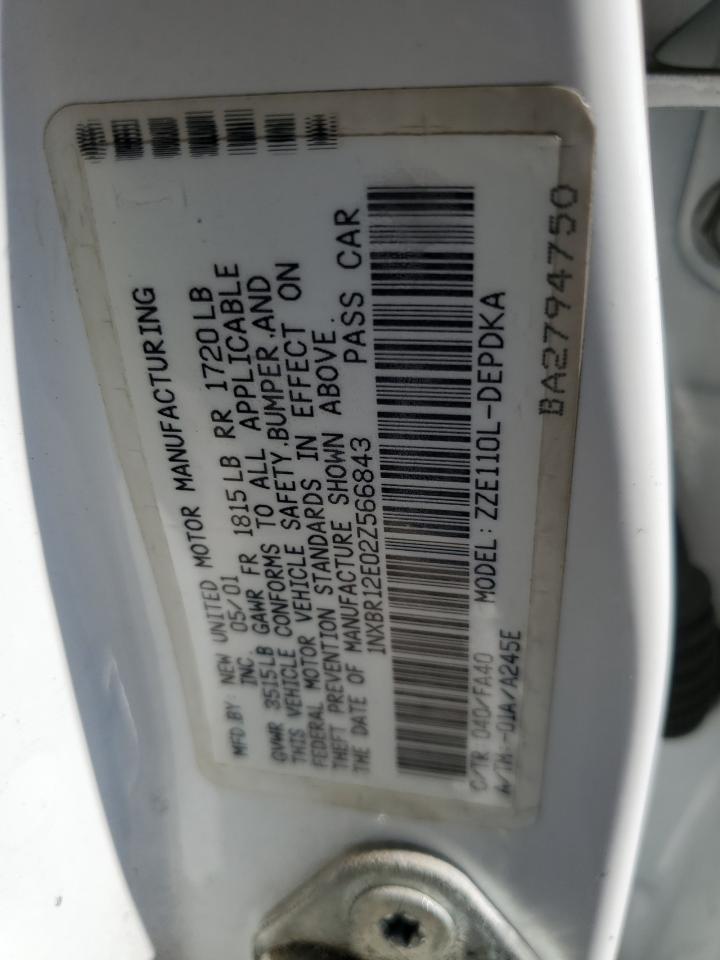 MFD.BY: NEW UNITED MOTOR MANUFACTURING
INC. 05/01
GVWR 3515LB GAWR FR 1815LB RR 1720LB
THIS VEHICLE CONFORMS TO ALL APPLICABLE
FEDERAL MOTOR VEHICLE SAFETY,BUMPER,AND
THEFT PREVENTION STANDARDS IN EFFECT ON
THE DATE OF MANUFACTURE SHOWN ABOVE.
1NXBR12E02Z566843 PASS CAR
C/TR 040/FA40 MODEL: ZZE110L-DEPDKA
A/TM -01A/A245E
BA2794750